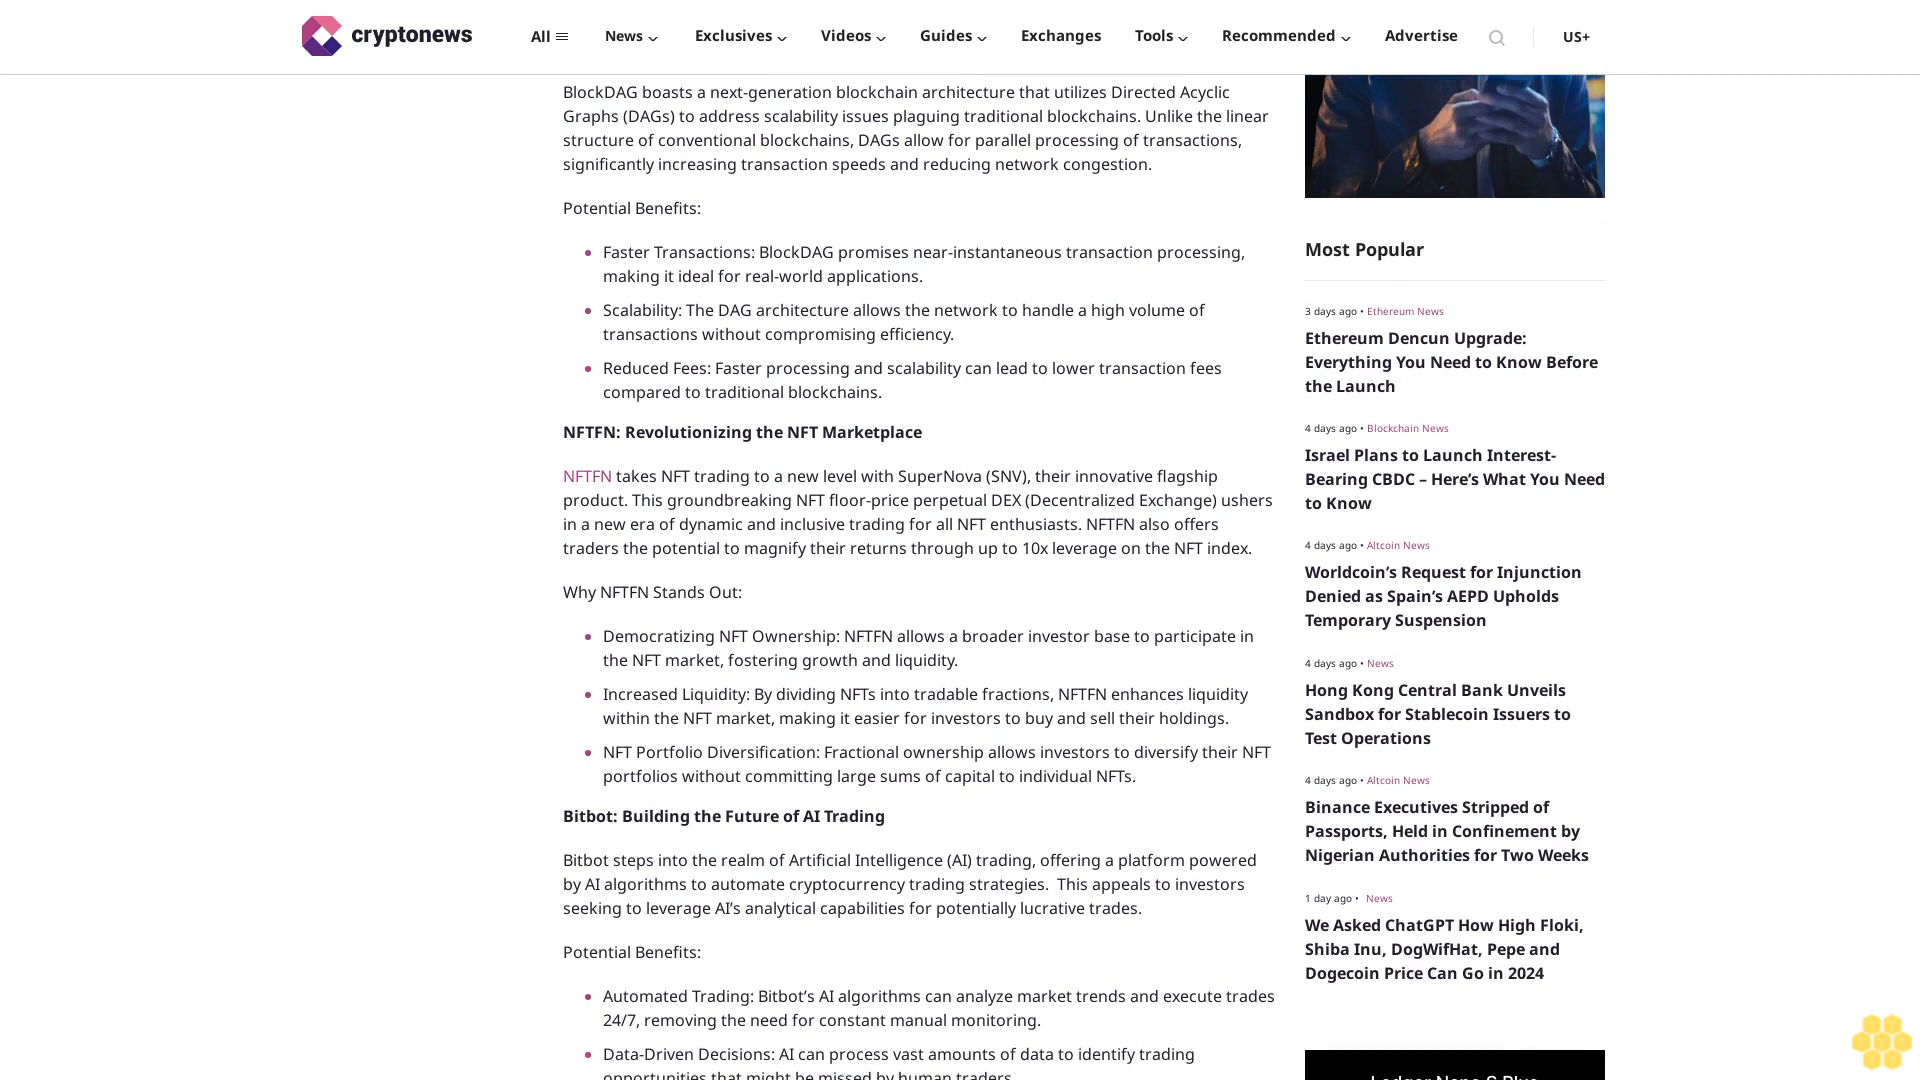 cryptonews
All
News
Exclusives
Videos
Guides
Exchanges
Tools
Recommended
Advertise
US+
BlockDAG boasts a next-generation blockchain architecture that utilizes Directed Acyclic
Graphs (DAGs) to address scalability issues plaguing traditional blockchains. Unlike the linear
structure of conventional blockchains, DAGs allow for parallel processing of transactions,
significantly increasing transaction speeds and reducing network congestion.
Potential Benefits:
Faster Transactions: BlockDAG promises near-instantaneous transaction processing,
making it ideal for real-world applications.
Scalability: The DAG architecture allows the network to handle a high volume of
transactions without compromising efficiency.
Reduced Fees: Faster processing and scalability can lead to lower transaction fees
compared to traditional blockchains.
NFTFN: Revolutionizing the NFT Marketplace
NFTFN takes NFT trading to a new level with SuperNova (SNV), their innovative flagship
product. This groundbreaking NFT floor-price perpetual DEX (Decentralized Exchange) ushers
in a new era of dynamic and inclusive trading for all NFT enthusiasts. NFTFN also offers
traders the potential to magnify their returns through up to 10x leverage on the NFT index.
Why NFTFN Stands Out:
Democratizing NFT Ownership: NFTFN allows a broader investor base to participate in
the NFT market, fostering growth and liquidity.
Increased Liquidity: By dividing NFTs into tradable fractions, NFTFN enhances liquidity
within the NFT market, making it easier for investors to buy and sell their holdings.
NFT Portfolio Diversification: Fractional ownership allows investors to diversify their NFT
portfolios without committing large sums of capital to individual NFTs.
Bitbot: Building the Future of AI Trading
Bitbot steps into the realm of Artificial Intelligence (AI) trading, offering a platform powered
by AI algorithms to automate cryptocurrency trading strategies.  This appeals to investors
seeking to leverage AI’s analytical capabilities for potentially lucrative trades.
Potential Benefits:
Automated Trading: Bitbot’s AI algorithms can analyze market trends and execute trades
24/7, removing the need for constant manual monitoring.
Data-Driven Decisions: AI can process vast amounts of data to identify trading
opportunities that might be missed by human traders.
Most Popular
3 days ago • Ethereum News
Ethereum Dencun Upgrade:
Everything You Need to Know Before
the Launch
4 days ago • Blockchain News
Israel Plans to Launch Interest-
Bearing CBDC – Here’s What You Need
to Know
4 days ago • Altcoin News
Worldcoin’s Request for Injunction
Denied as Spain’s AEPD Upholds
Temporary Suspension
4 days ago • News
Hong Kong Central Bank Unveils
Sandbox for Stablecoin Issuers to
Test Operations
4 days ago • Altcoin News
Binance Executives Stripped of
Passports, Held in Confinement by
Nigerian Authorities for Two Weeks
1 day ago • News
We Asked ChatGPT How High Floki,
Shiba Inu, DogWifHat, Pepe and
Dogecoin Price Can Go in 2024
Ledger Nano S Plus